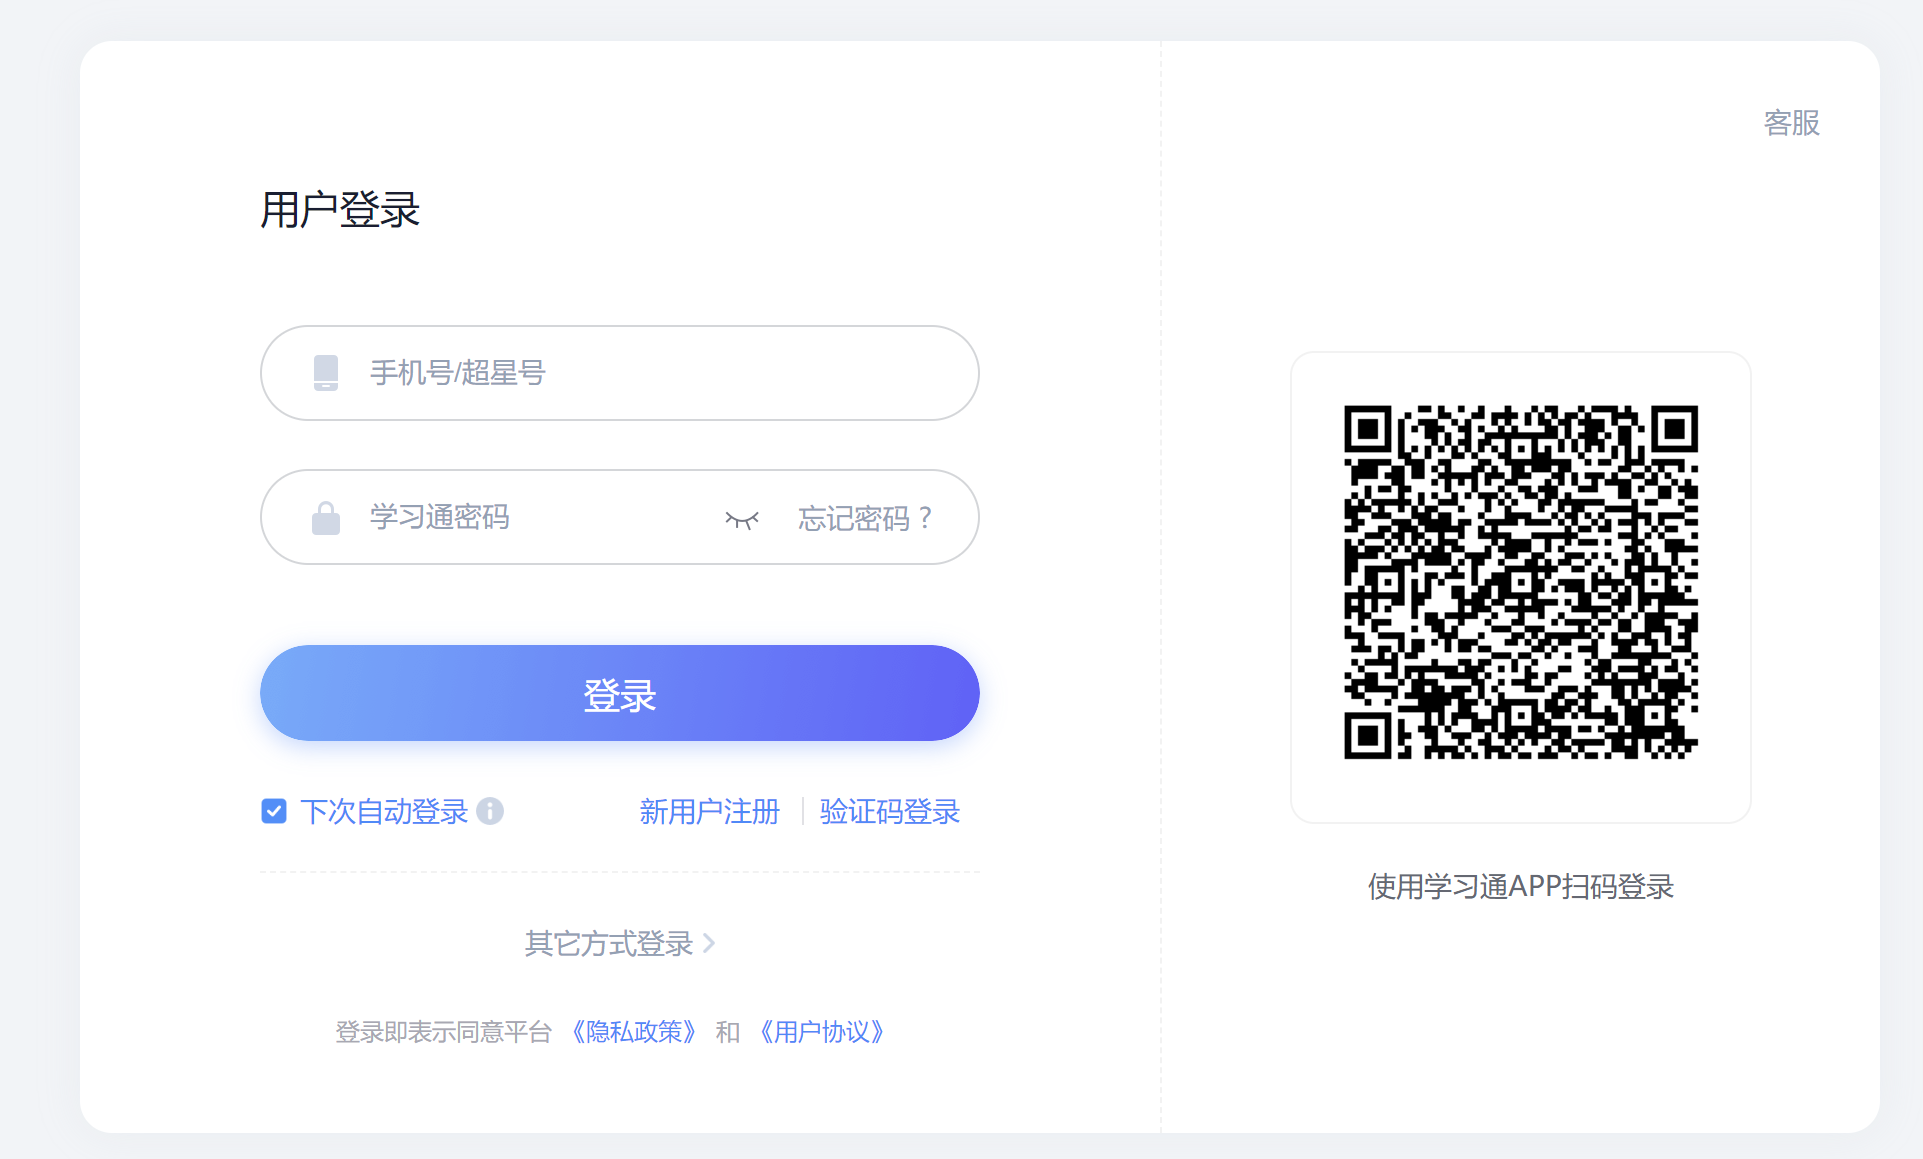 客服
用户登录
手机号/超星号
学习通密码 忘记密码？
登录
下次自动登录 新用户注册 验证码登录
其它方式登录
登录即表示同意平台 《隐私政策》 和 《用户协议》
使用学习通APP扫码登录